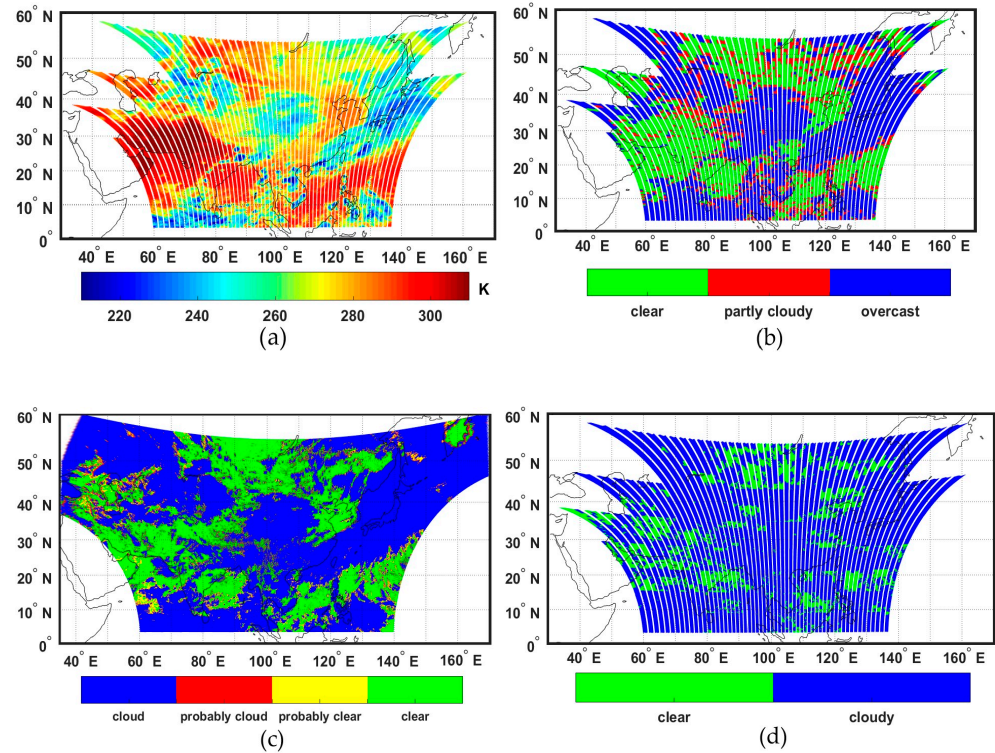 60° N
50° N
40° N
30° N
20° N
10° N
0°
40° E 60° E 80° E 100° E 120° E 140° E 160° E
220 240 260 280 300 K
(a)
60° N
50° N
40° N
30° N
20° N
10° N
0°
40° E 60° E 80° E 100° E 120° E 140° E 160° E
clear partly cloudy overcast
(b)
60° N
50° N
40° N
30° N
20° N
10° N
0°
40° E 60° E 80° E 100° E 120° E 140° E 160° E
cloud probably cloud probably clear clear
(c)
60° N
50° N
40° N
30° N
20° N
10° N
0°
40° E 60° E 80° E 100° E 120° E 140° E 160° E
clear cloudy
(d)